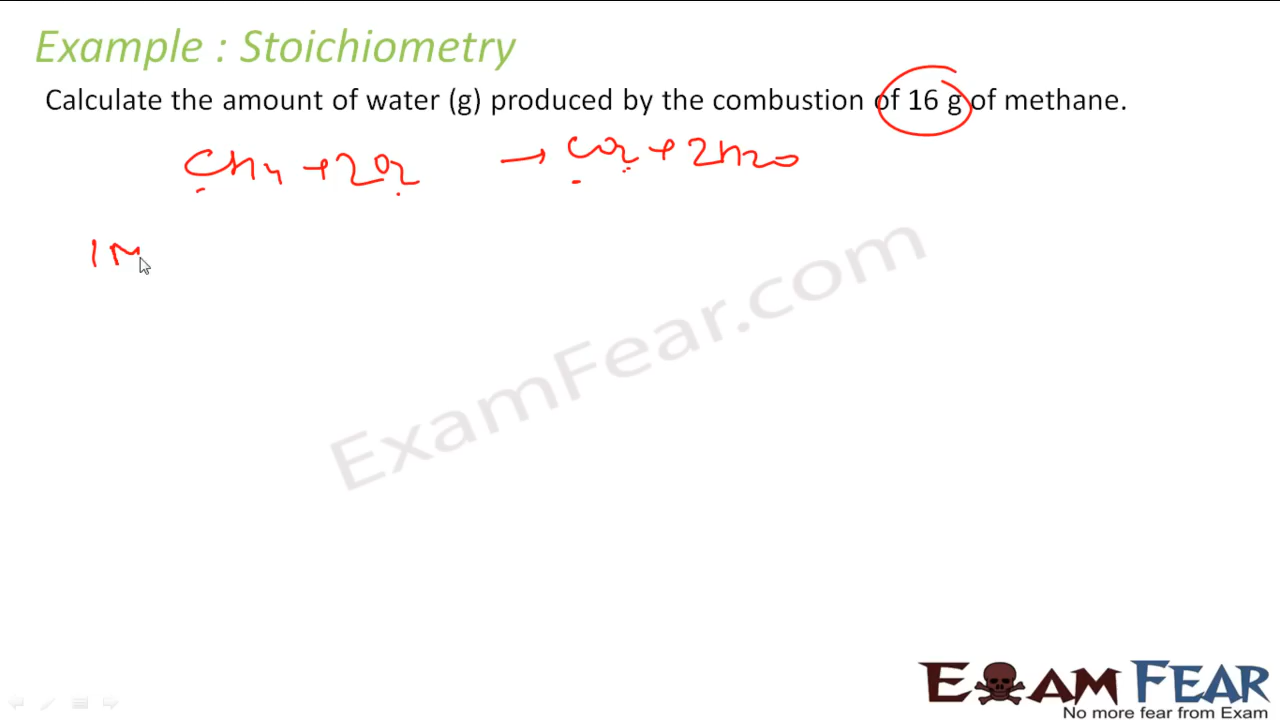 Example : Stoichiometry
Calculate the amount of water (g) produced by the combustion of 16 g of methane.
CH4 + 2O2 → CO2 + 2H2O
1 M
ExamFear.com
EXAM FEAR
No more fear from Exam